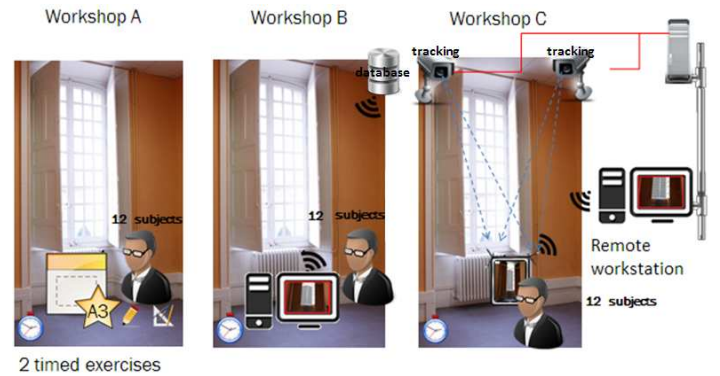 Workshop A
Workshop B
Workshop C
tracking
tracking
database
12 subjects
12 subjects
A3
Remote
workstation
12 subjects
2 timed exercises